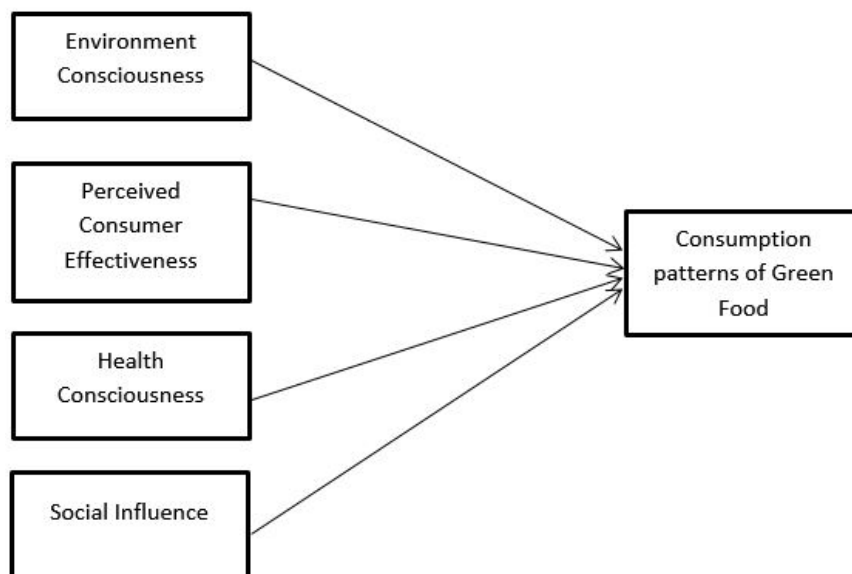 Environment
Consciousness
Perceived
Consumer
Effectiveness
Health
Consciousness
Social Influence
Consumption
patterns of Green
Food